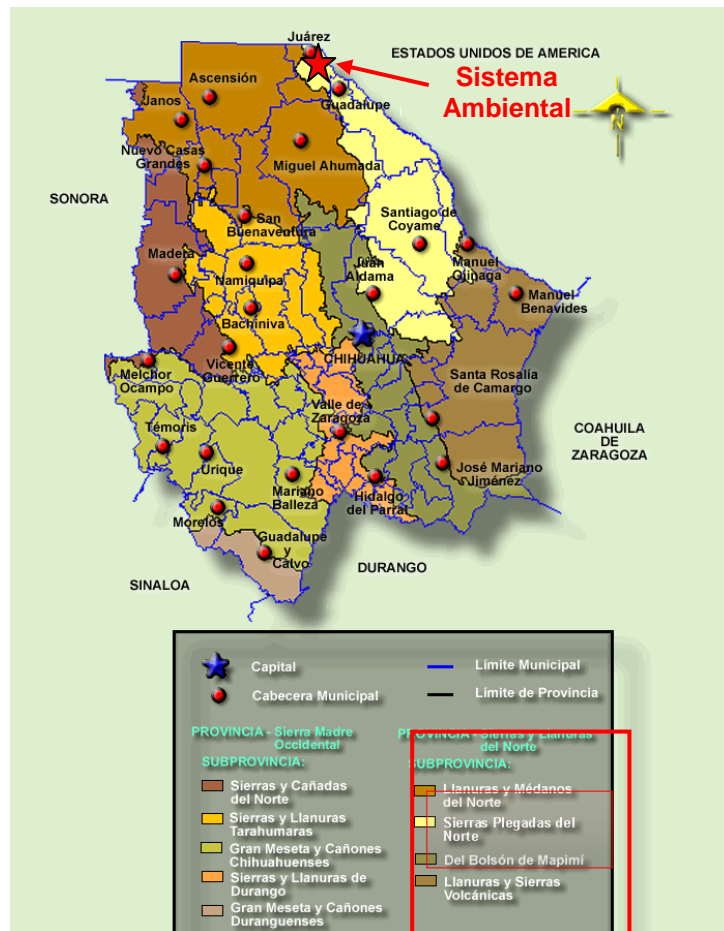 Juárez
ESTADOS UNIDOS DE AMERICA
Sistema
Ambiental
Ascensión
Janos
Guadalupe
N
Nuevo Casas
Grandes
Miguel Ahumada
SONORA
San
Buenaventura
Santiago de
Coyame
Madera
Namiquipa
Juan
Aldama
Manuel
Ojinaga
Manuel
Benavides
Bachiniva
CHIHUAHUA
Melchor
Ocampo
Vicente
Guerrero
Santa Rosalía
de Camargo
Valle de
Zaragoza
Témoris
COAHUILA
DE
ZARAGOZA
Urique
Mariano
Balleza
José Mariano
Jiménez
Hidalgo
del Parral
Morelos
Guadalupe
y
Calvo
DURANGO
SINALOA
Capital
Límite Municipal
Cabecera Municipal
Límite de Provincia
PROVINCIA - Sierra Madre
Occidental
SUBPROVINCIA:
Sierras y Cañadas
del Norte
Sierras y Llanuras
Tarahumaras
Gran Meseta y Cañones
Chihuahuenses
Sierras y Llanuras de
Durango
Gran Meseta y Cañones
Duranguenses
PROVINCIA - Sierras y Llanuras
del Norte
SUBPROVINCIA:
Llanuras y Médanos
del Norte
Sierras Plegadas del
Norte
Del Bolsón de Mapimí
Llanuras y Sierras
Volcánicas